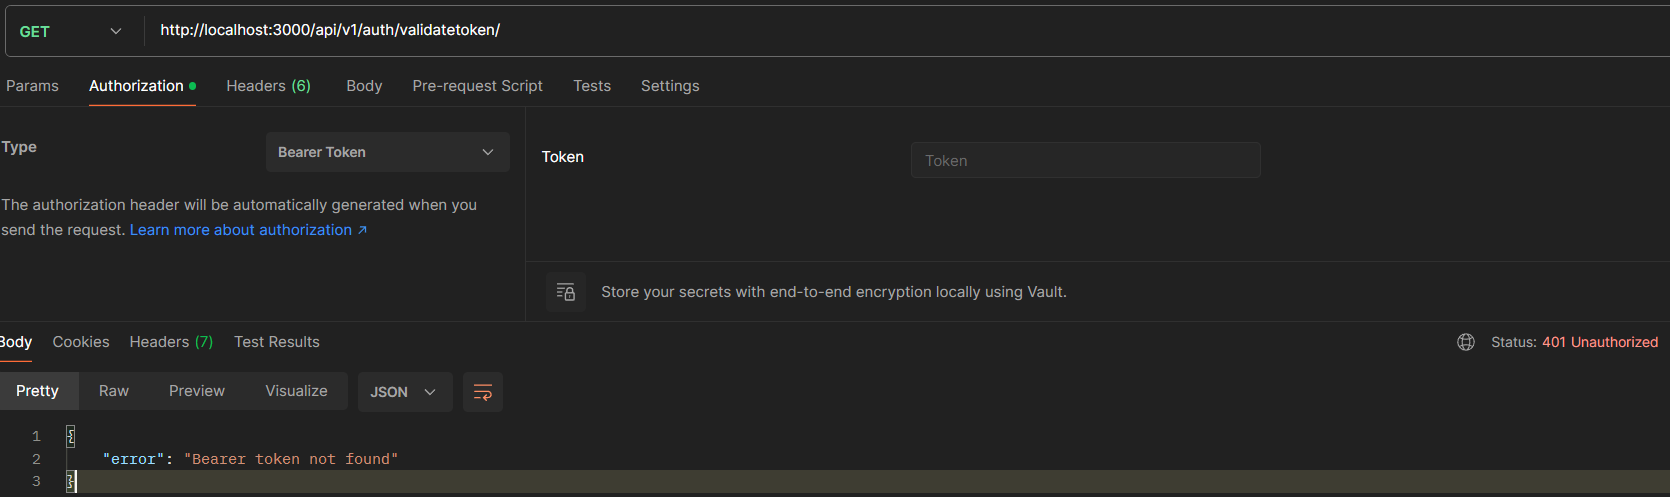 GET http://localhost:3000/api/v1/auth/validatetoken/
Params Authorization Headers (6) Body Pre-request Script Tests Settings
Type Bearer Token
The authorization header will be automatically generated when you
send the request. Learn more about authorization ↗
Token Token
Store your secrets with end-to-end encryption locally using Vault.
Body Cookies Headers (7) Test Results Status: 401 Unauthorized
Pretty Raw Preview Visualize JSON
1 {
2 "error": "Bearer token not found"
3 }